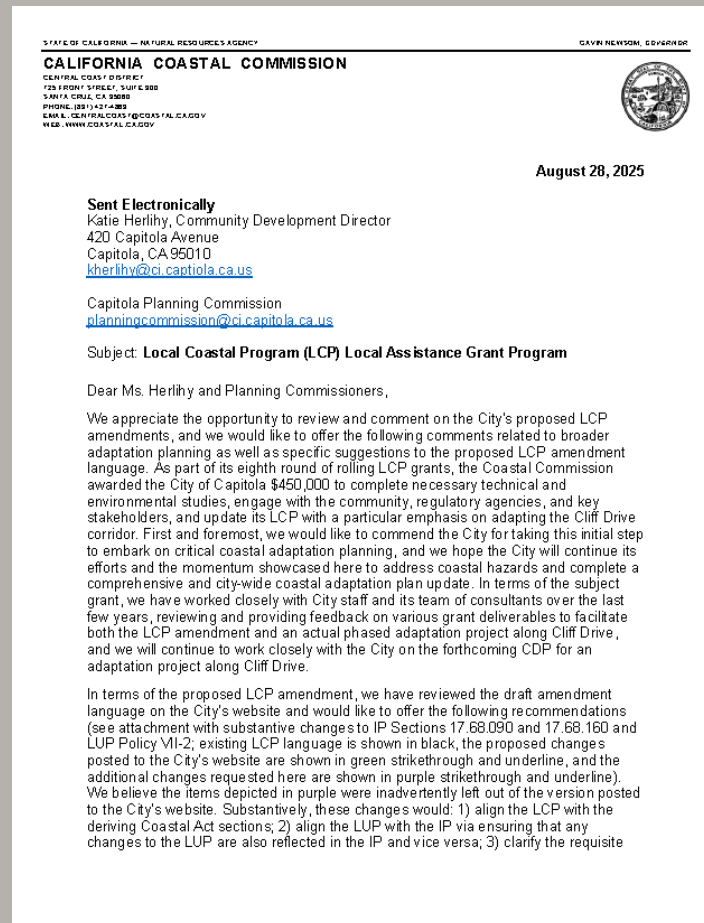 STATE OF CALIFORNIA — NATURAL RESOURCES AGENCY
GAVIN NEWSOM, GOVERNOR
CALIFORNIA COASTAL COMMISSION
CENTRAL COAST DISTRICT
725 FRONT STREET, SUITE 300
SANTA CRUZ, CA 95060
PHONE: (831) 427-4863
EMAIL: CENTRALCOAST@COASTAL.CA.GOV
WEB: WWW.COASTAL.CA.GOV
August 28, 2025
Sent Electronically
Katie Herlihy, Community Development Director
420 Capitola Avenue
Capitola, CA 95010
kherlihy@ci.captiola.ca.us
Capitola Planning Commission
planningcommission@ci.capitola.ca.us
Subject: Local Coastal Program (LCP) Local Assistance Grant Program
Dear Ms. Herlihy and Planning Commissioners,
We appreciate the opportunity to review and comment on the City's proposed LCP
amendments, and we would like to offer the following comments related to broader
adaptation planning as well as specific suggestions to the proposed LCP amendment
language. As part of its eighth round of rolling LCP grants, the Coastal Commission
awarded the City of Capitola $450,000 to complete necessary technical and
environmental studies, engage with the community, regulatory agencies, and key
stakeholders, and update its LCP with a particular emphasis on adapting the Cliff Drive
corridor. First and foremost, we would like to commend the City for taking this initial step
to embark on critical coastal adaptation planning, and we hope the City will continue its
efforts and the momentum showcased here to address coastal hazards and complete a
comprehensive and city-wide coastal adaptation plan update. In terms of the subject
grant, we have worked closely with City staff and its team of consultants over the last
few years, reviewing and providing feedback on various grant deliverables to facilitate
both the LCP amendment and an actual phased adaptation project along Cliff Drive,
and we will continue to work closely with the City on the forthcoming CDP for an
adaptation project along Cliff Drive.
In terms of the proposed LCP amendment, we have reviewed the draft amendment
language on the City's website and would like to offer the following recommendations
(see attachment with substantive changes to IP Sections 17.68.090 and 17.68.160 and
LUP Policy VII-2; existing LCP language is shown in black, the proposed changes
posted to the City's website are shown in green strikethrough and underline, and the
additional changes requested here are shown in purple strikethrough and underline).
We believe the items depicted in purple were inadvertently left out of the version posted
to the City's website. Substantively, these changes would: 1) align the LCP with the
deriving Coastal Act sections; 2) align the LUP with the IP via ensuring that any
changes to the LUP are also reflected in the IP and vice versa; 3) clarify the requisite